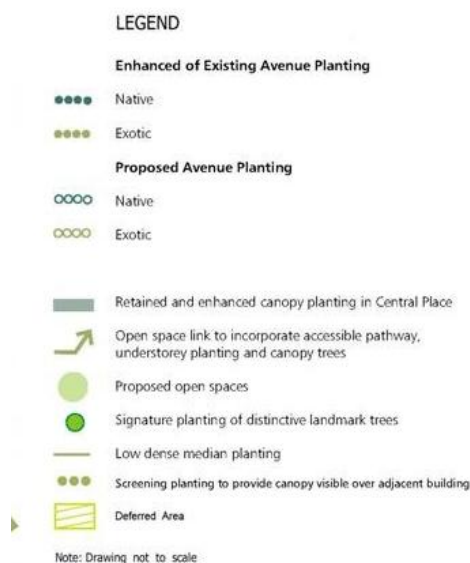 LEGEND
Enhanced of Existing Avenue Planting
Native
Exotic
Proposed Avenue Planting
Native
Exotic
Retained and enhanced canopy planting in Central Place
Open space link to incorporate accessible pathway,
understorey planting and canopy trees
Proposed open spaces
Signature planting of distinctive landmark trees
Low dense median planting
Screening planting to provide canopy visible over adjacent building
Deferred Area
Note: Drawing not to scale